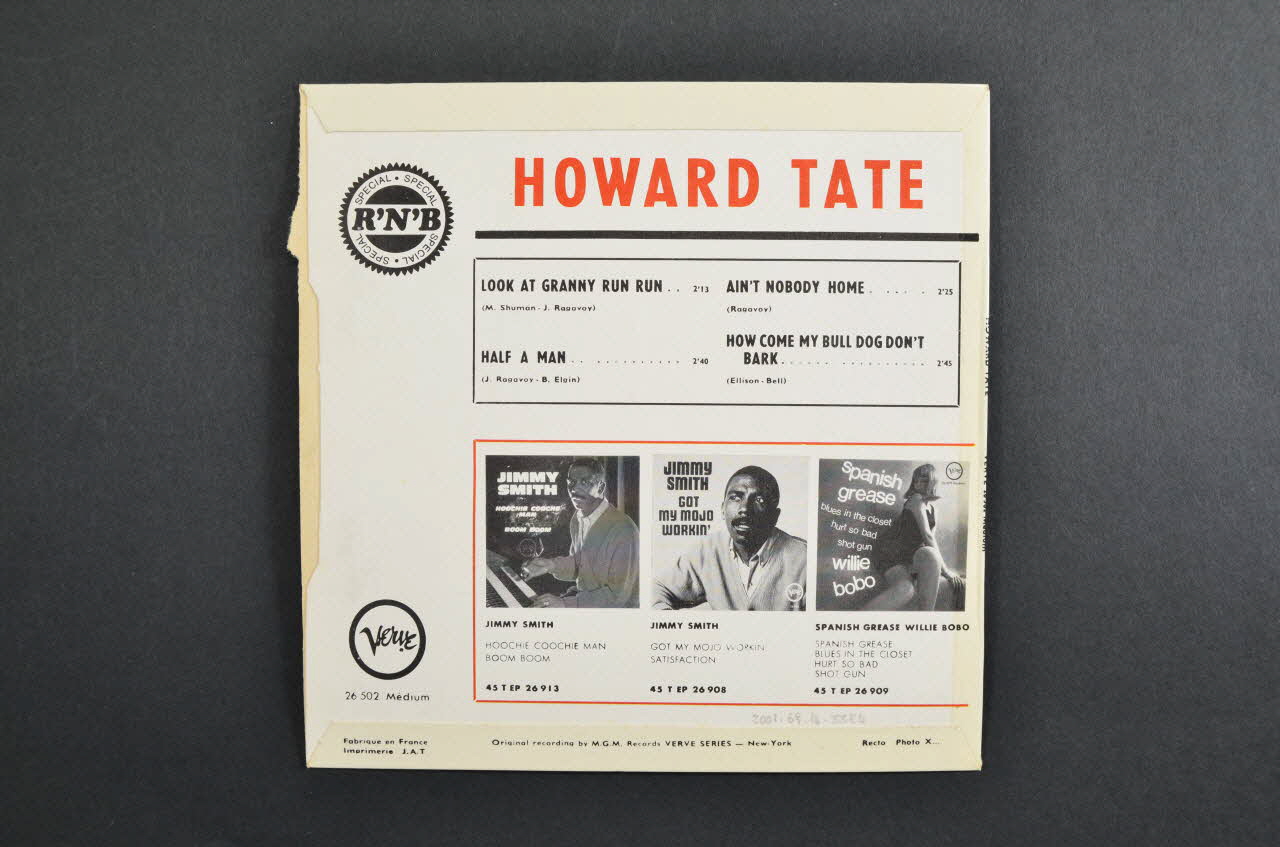 HOWARD TATE
SPECIAL • SPECIAL
R'N'B
SPECIAL • SPECIAL
LOOK AT GRANNY RUN RUN . . 2'13
(M. Shuman - J. Ragovoy)
HALF A MAN . . . . . . . . . . . . . 2'40
(J. Ragovoy - B. Elgin)
AIN'T NOBODY HOME . . . . . . 2'25
(Ragovoy)
HOW COME MY BULL DOG DON'T
BARK . . . . . . . . . . . . . . . . 2'45
(Ellison - Bell)
JIMMY
SMITH
HOOCHIE COOCHE
MAN
BOOM BOOM
JIMMY
SMITH
GOT
MY MOJO
WORKIN'
Verve
spanish
grease
blues in the closet
hurt so bad
shot gun
willie
bobo
Verve
JIMMY SMITH
HOOCHIE COOCHIE MAN
BOOM BOOM
45 T EP 26 913
JIMMY SMITH
GOT MY MOJO WORKIN
SATISFACTION
45 T EP 26 908
SPANISH GREASE WILLIE BOBO
SPANISH GREASE
BLUES IN THE CLOSET
HURT SO BAD
SHOT GUN
45 T EP 26 909
Verve
26 502 Médium
Fabriqué en France
Imprimerie J.A.T
Original recording by M.G.M. Records VERVE SERIES — New-York
Recto Photo X...
HOWARD TATE